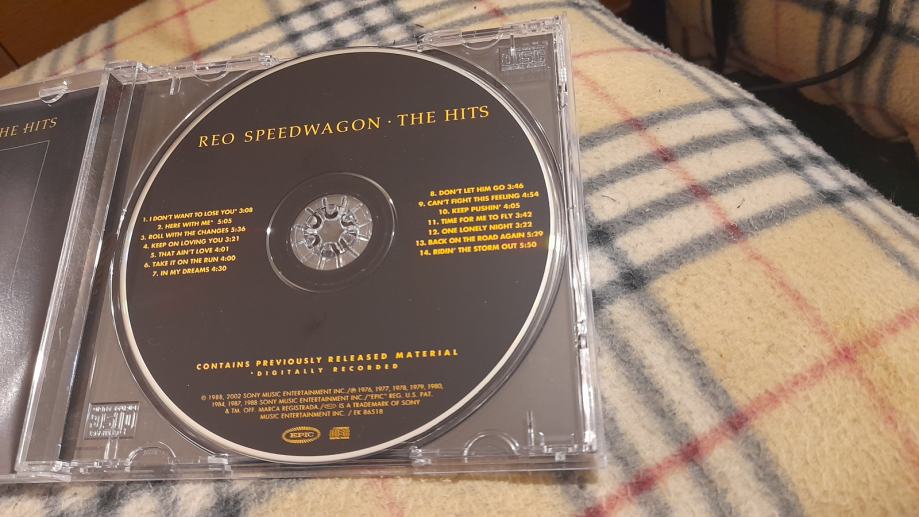 HE HITS
REO SPEEDWAGON · THE HITS
1. I DON'T WANT TO LOSE YOU* 3:08
2. HERE WITH ME* 5:05
3. ROLL WITH THE CHANGES 5:36
4. KEEP ON LOVING YOU 3:21
5. THAT AIN'T LOVE 4:01
6. TAKE IT ON THE RUN 4:00
7. IN MY DREAMS 4:30
8. DON'T LET HIM GO 3:46
9. CAN'T FIGHT THIS FEELING 4:54
10. KEEP PUSHIN' 4:05
11. TIME FOR ME TO FLY 3:42
12. ONE LONELY NIGHT 3:22
13. BACK ON THE ROAD AGAIN 5:29
14. RIDIN' THE STORM OUT 5:50
CONTAINS PREVIOUSLY RELEASED MATERIAL
*DIGITALLY RECORDED
© 1988, 2002 SONY MUSIC ENTERTAINMENT INC./℗ 1976, 1977, 1978, 1979, 1980,
1984, 1987, 1988 SONY MUSIC ENTERTAINMENT INC./"EPIC" REG. U.S. PAT.
& TM. OFF. MARCA REGISTRADA./ IS A TRADEMARK OF SONY
MUSIC ENTERTAINMENT INC. / EK 86518
EPIC